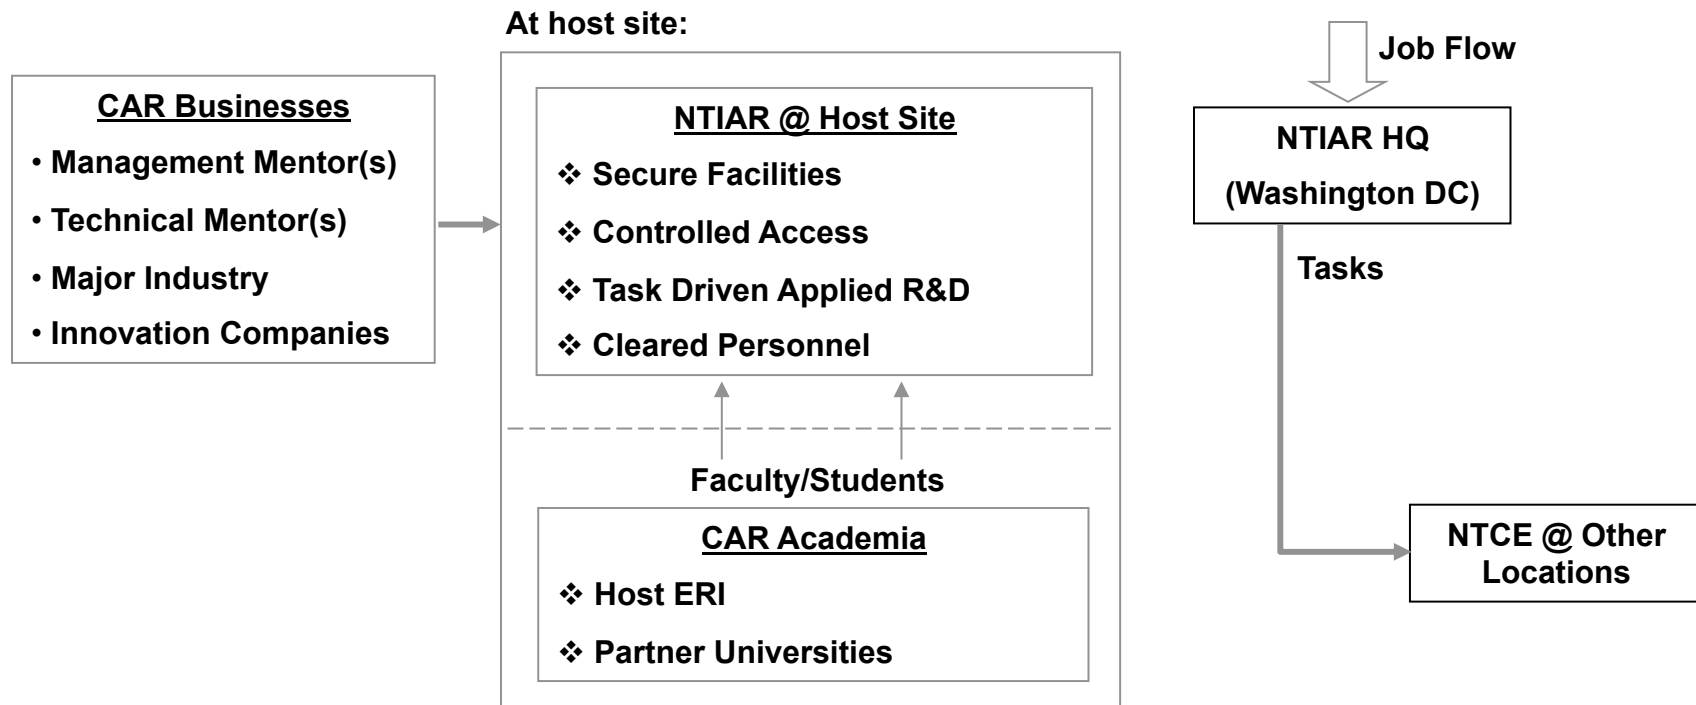 At host site:
CAR Businesses
• Management Mentor(s)
• Technical Mentor(s)
• Major Industry
• Innovation Companies
NTIAR @ Host Site
❖ Secure Facilities
❖ Controlled Access
❖ Task Driven Applied R&D
❖ Cleared Personnel
Faculty/Students
CAR Academia
❖ Host ERI
❖ Partner Universities
Job Flow
NTIAR HQ
(Washington DC)
Tasks
NTCE @ Other
Locations